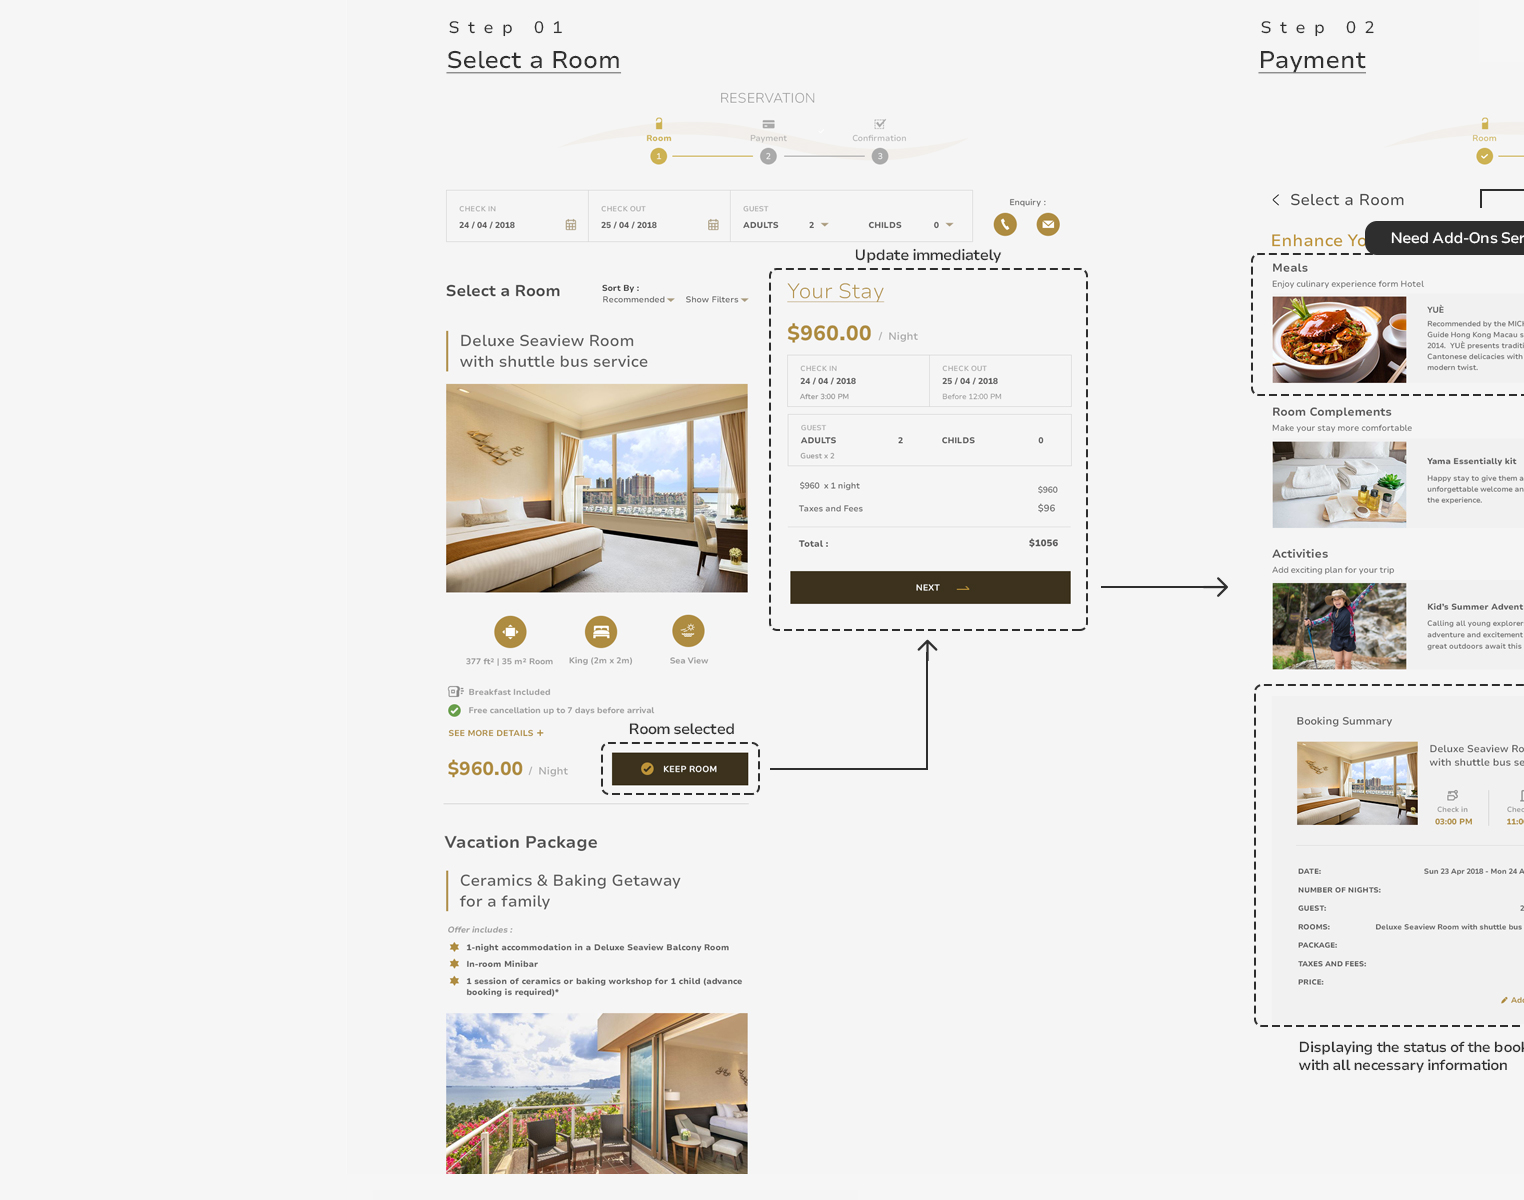 Step 01
Select a Room
RESERVATION
Room
Payment
Confirmation
1
2
3
CHECK IN
24 / 04 / 2018
CHECK OUT
25 / 04 / 2018
GUEST
ADULTS 2
CHILDS 0
Enquiry :
Select a Room
Sort By :
Recommended
Show Filters
Deluxe Seaview Room
with shuttle bus service
377 ft² | 35 m² Room
King (2m x 2m)
Sea View
Breakfast Included
Free cancellation up to 7 days before arrival
SEE MORE DETAILS +
$960.00 / Night
Room selected
KEEP ROOM
Update immediately
Your Stay
$960.00 / Night
CHECK IN
24 / 04 / 2018
After 3:00 PM
CHECK OUT
25 / 04 / 2018
Before 12:00 PM
GUEST
ADULTS 2
CHILDS 0
Guest x 2
$960 x 1 night $960
Taxes and Fees $96
Total : $1056
NEXT
Vacation Package
Ceramics & Baking Getaway
for a family
Offer includes :
1-night accommodation in a Deluxe Seaview Balcony Room
In-room Minibar
1 session of ceramics or baking workshop for 1 child (advance
booking is required)*
Step 02
Payment
Room
Select a Room
Enhance Yo
Need Add-Ons Ser
Meals
Enjoy culinary experience form Hotel
YUÈ
Recommended by the MICH
Guide Hong Kong Macau s
2014. YUÈ presents traditi
Cantonese delicacies with
modern twist.
Room Complements
Make your stay more comfortable
Yama Essentially kit
Happy stay to give them a
unforgettable welcome an
the experience.
Activities
Add exciting plan for your trip
Kid's Summer Advent
Calling all young explorer
adventure and excitement
great outdoors await this
Booking Summary
Deluxe Seaview Ro
with shuttle bus se
Check in
03:00 PM
Chec
11:0
DATE: Sun 23 Apr 2018 - Mon 24 A
NUMBER OF NIGHTS:
GUEST: 2
ROOMS: Deluxe Seaview Room with shuttle bus
PACKAGE:
TAXES AND FEES:
PRICE:
Add
Displaying the status of the book
with all necessary information